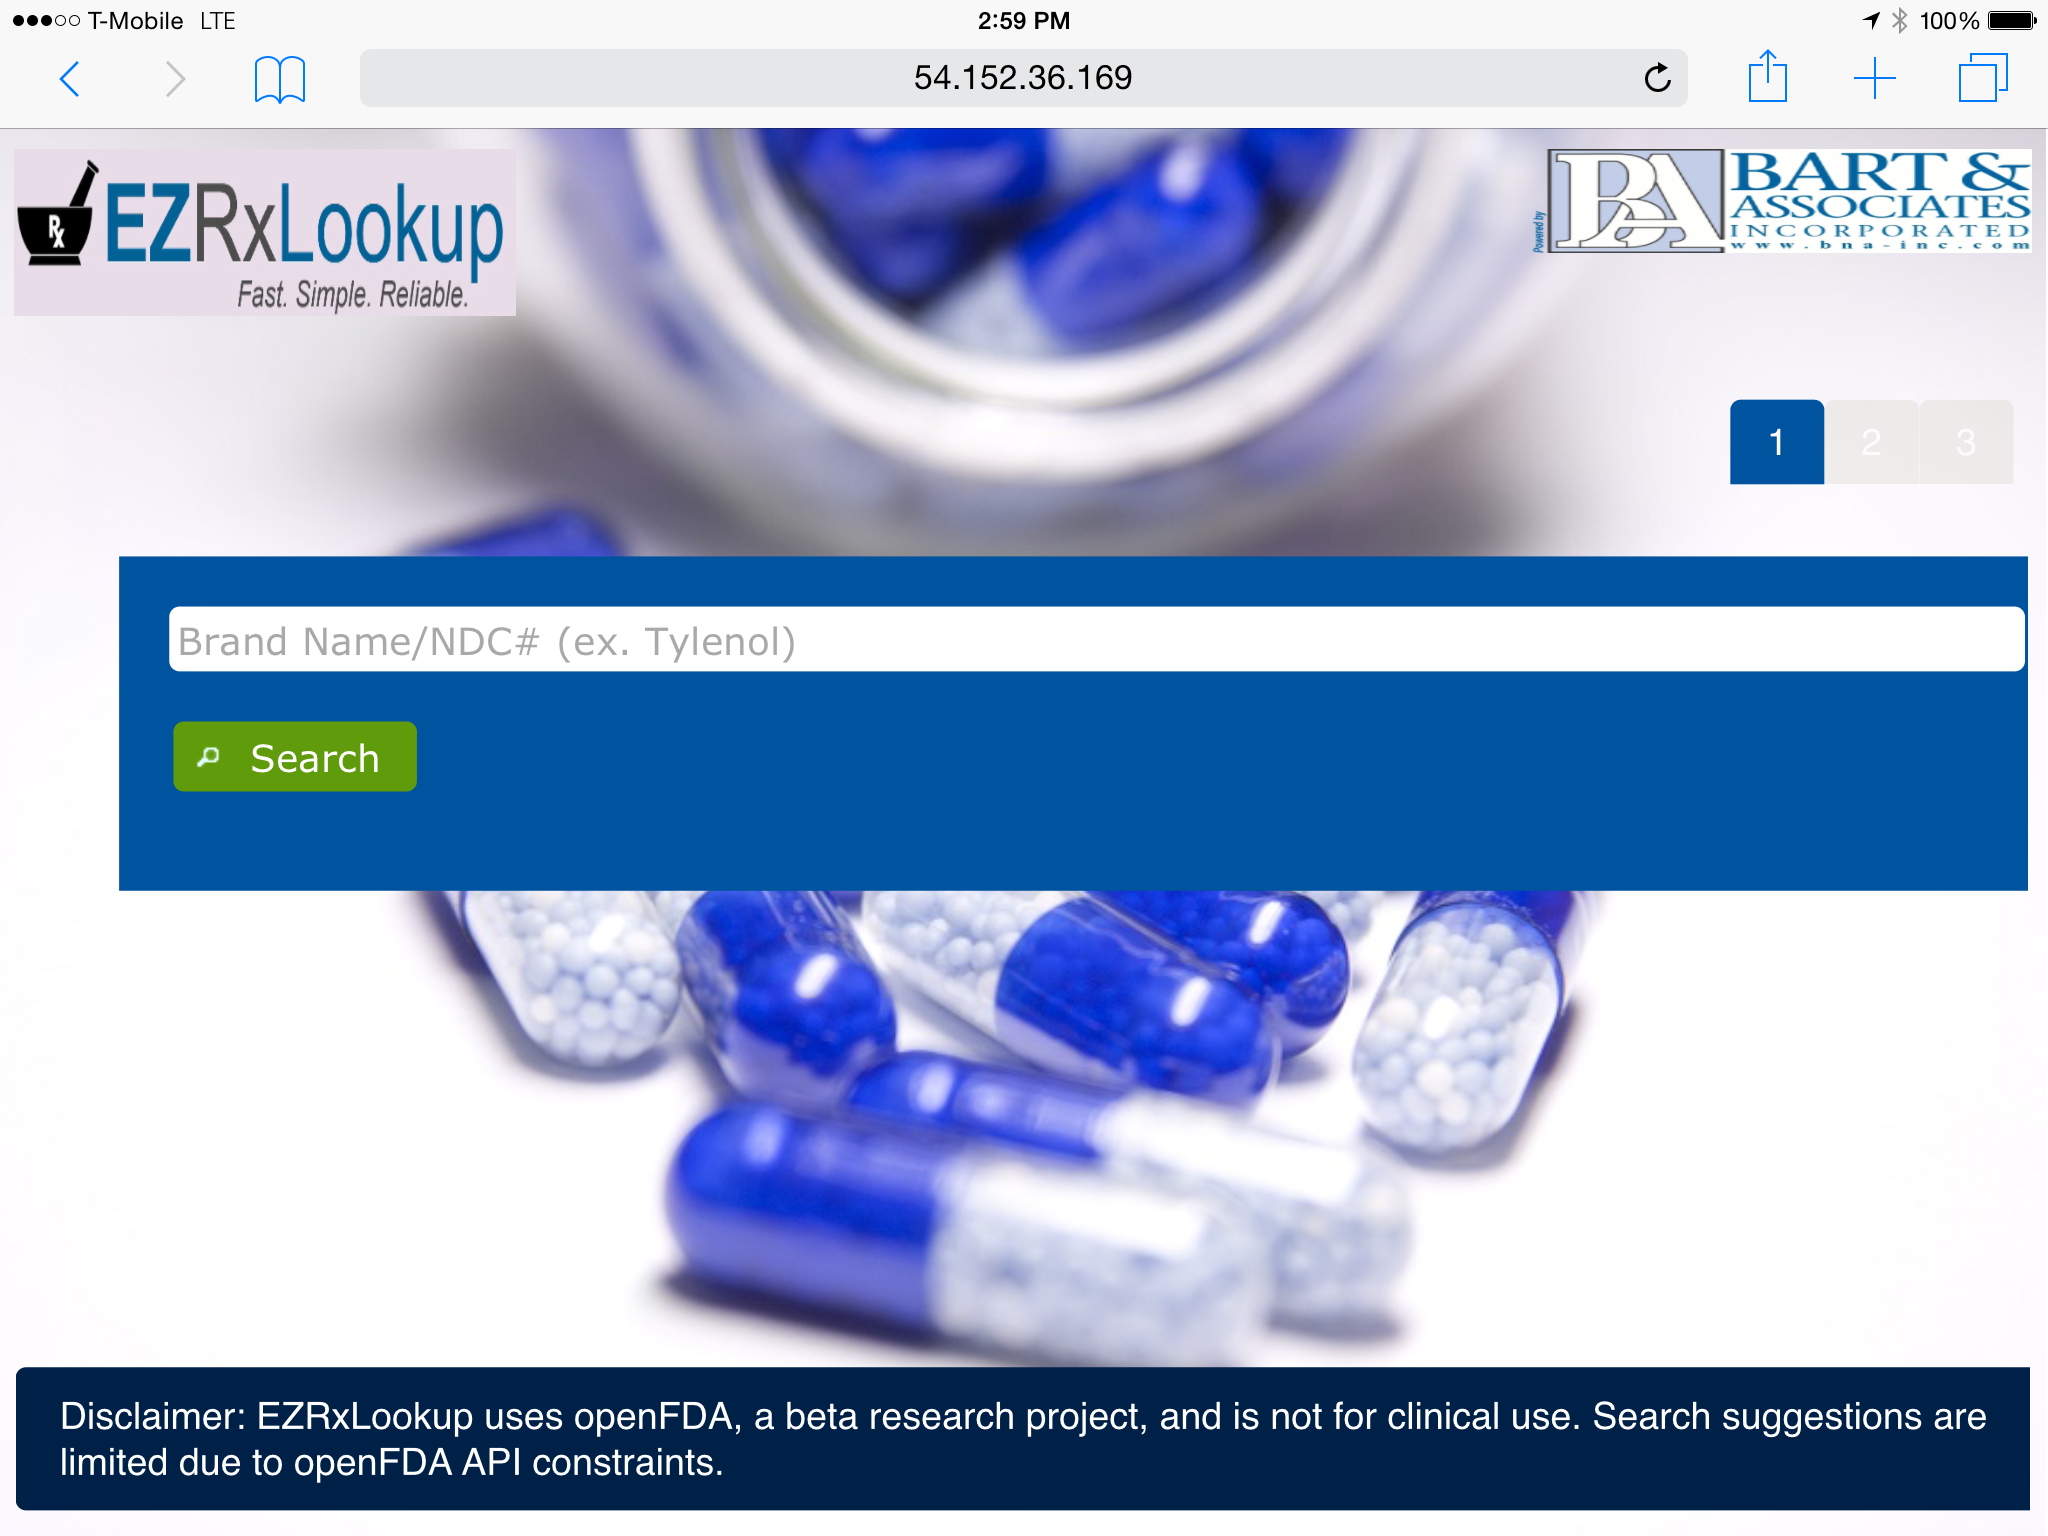 T-Mobile LTE
2:59 PM
100%
54.152.36.169
Rx
EZRxLookup
Fast. Simple. Reliable.
Powered by
BA
BART &
ASSOCIATES
INCORPORATED
www.bna-inc.com
1 2 3
Brand Name/NDC# (ex. Tylenol)
Search
Disclaimer: EZRxLookup uses openFDA, a beta research project, and is not for clinical use. Search suggestions are
limited due to openFDA API constraints.